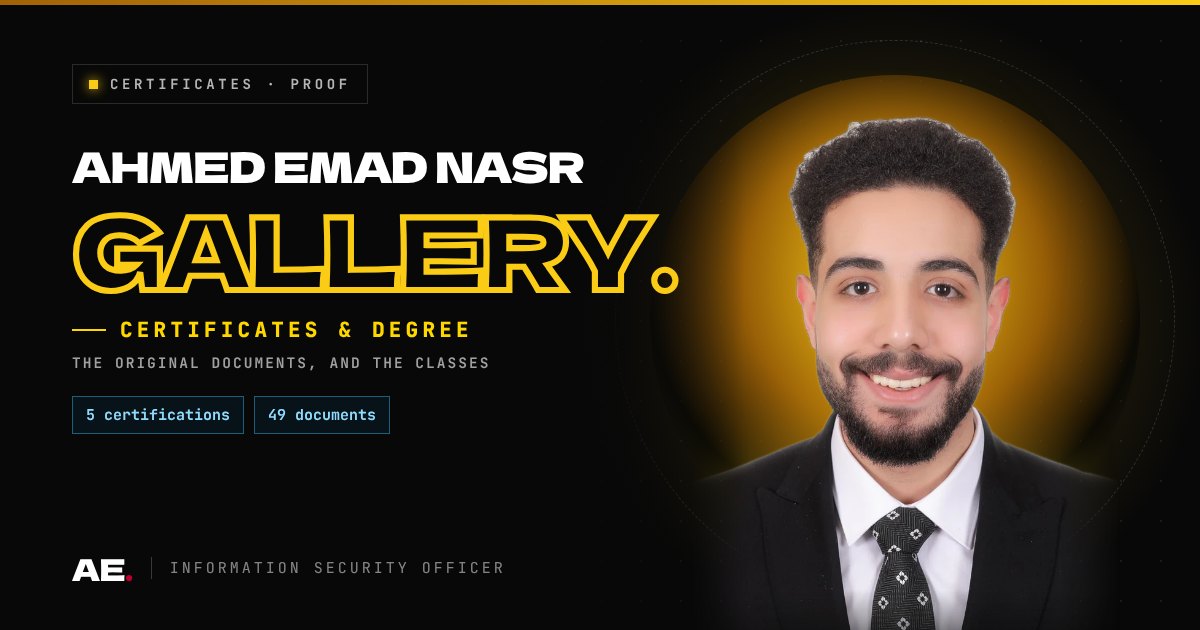 CERTIFICATES · PROOF
AHMED EMAD NASR
GALLERY.
CERTIFICATES & DEGREE
THE ORIGINAL DOCUMENTS, AND THE CLASSES
5 certifications 49 documents
AE. INFORMATION SECURITY OFFICER